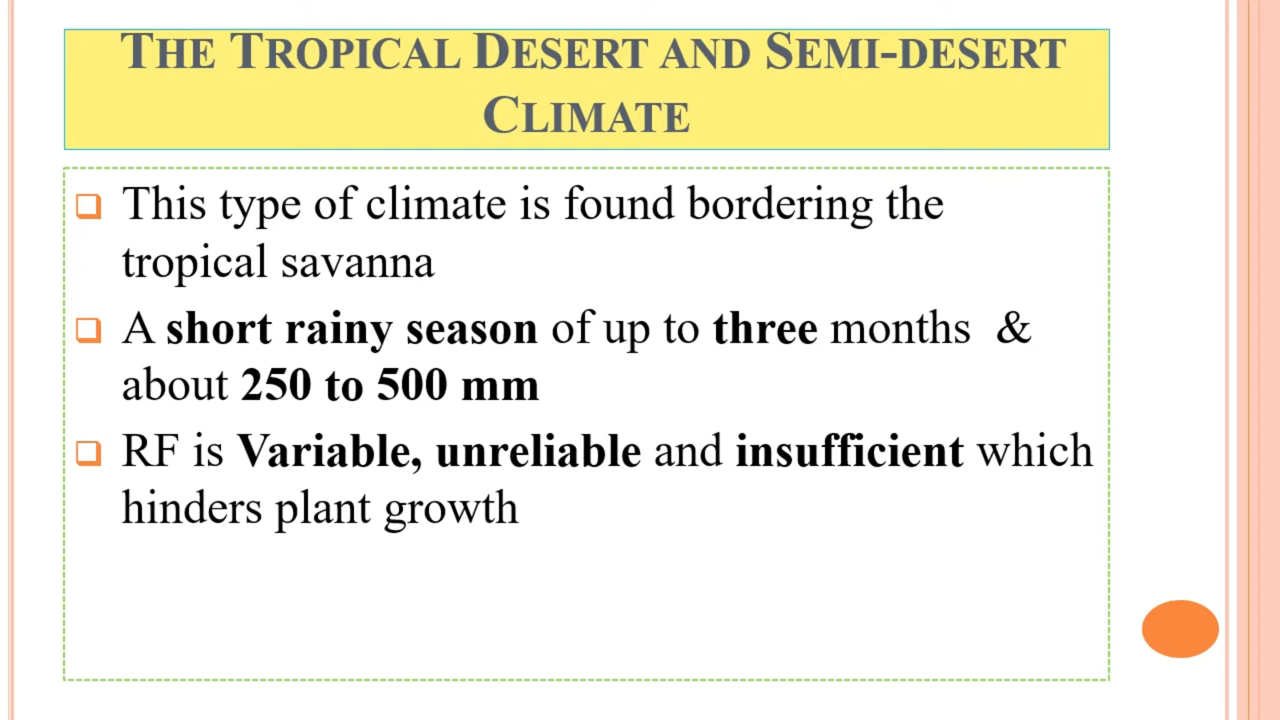 THE TROPICAL DESERT AND SEMI-DESERT
CLIMATE
❑ This type of climate is found bordering the
tropical savanna
❑ A short rainy season of up to three months &
about 250 to 500 mm
❑ RF is Variable, unreliable and insufficient which
hinders plant growth